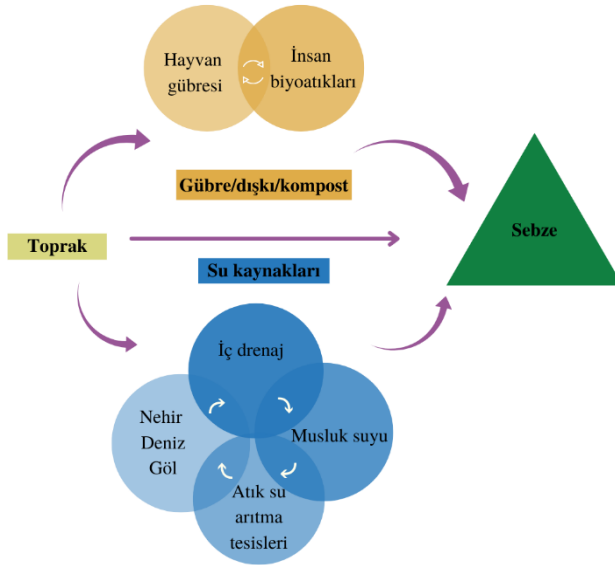 Hayvan
gübresi
İnsan
biyoatıkları
Gübre/dışkı/kompost
Toprak
Sebze
Su kaynakları
İç drenaj
Nehir
Deniz
Göl
Musluk suyu
Atık su
arıtma
tesisleri